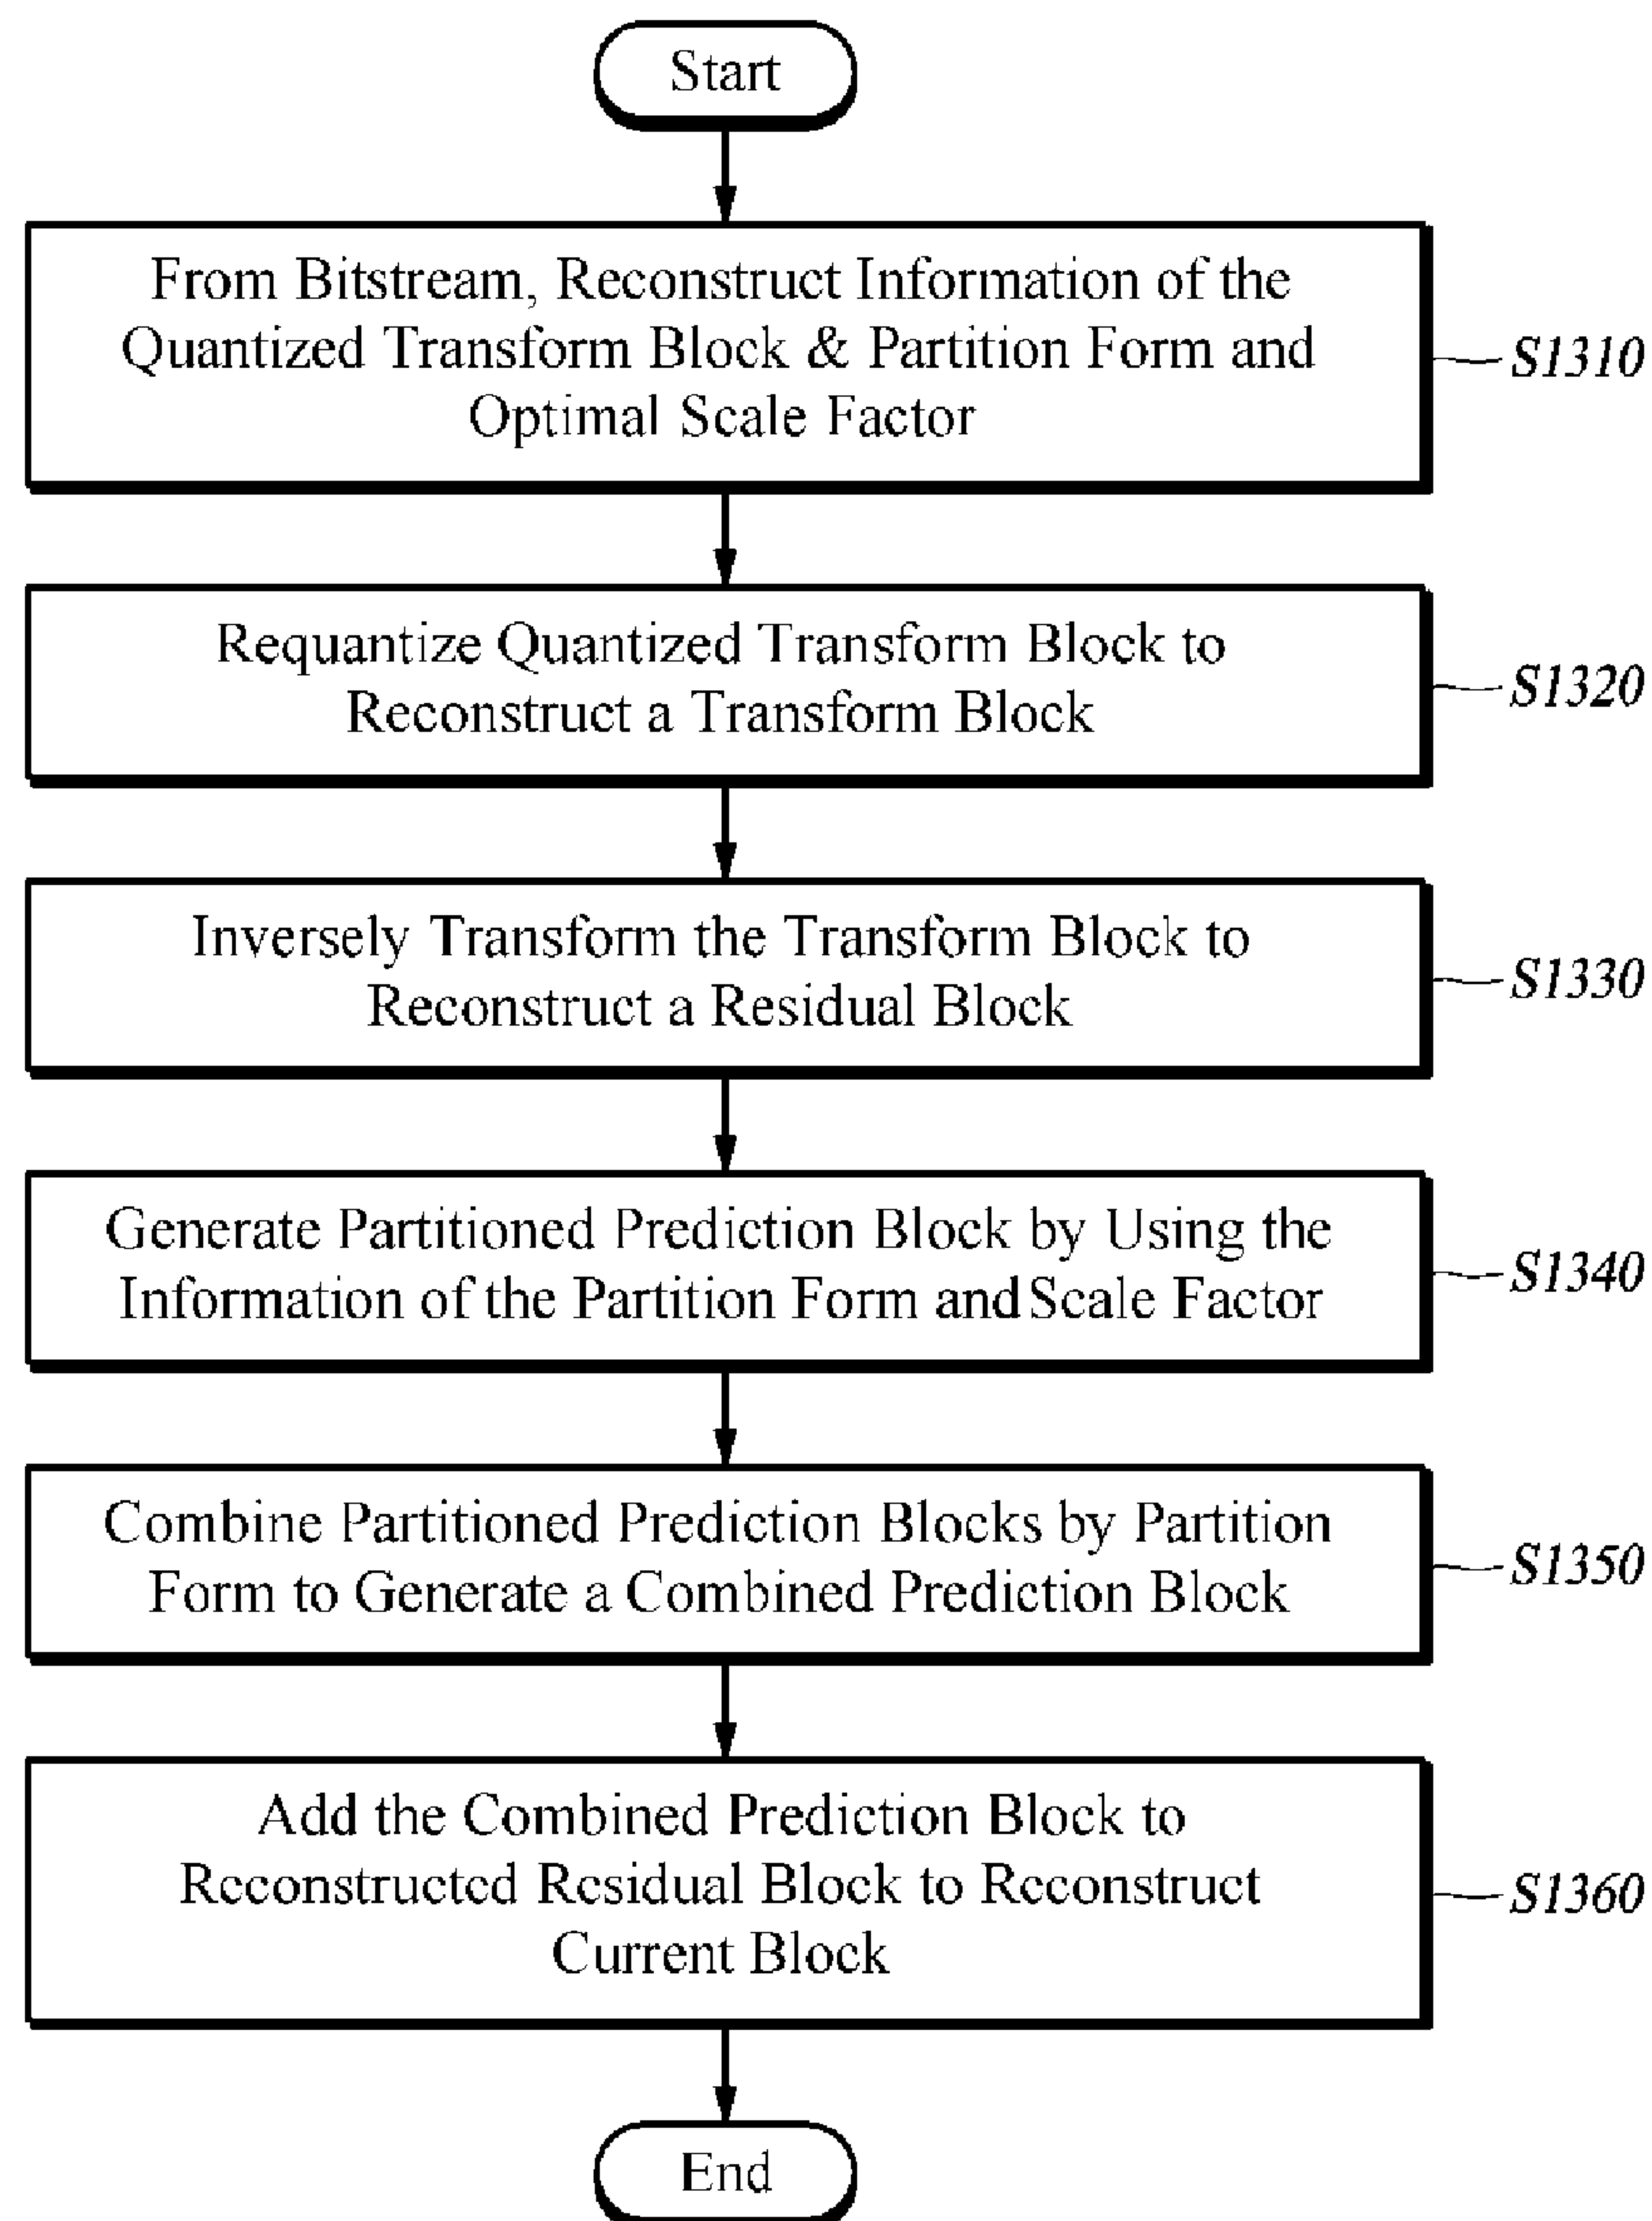 Start
From Bitstream, Reconstruct Information of the
Quantized Transform Block & Partition Form and
Optimal Scale Factor
S1310
Requantize Quantized Transform Block to
Reconstruct a Transform Block
S1320
Inversely Transform the Transform Block to
Reconstruct a Residual Block
S1330
Generate Partitioned Prediction Block by Using the
Information of the Partition Form and Scale Factor
S1340
Combine Partitioned Prediction Blocks by Partition
Form to Generate a Combined Prediction Block
S1350
Add the Combined Prediction Block to
Reconstructed Residual Block to Reconstruct
Current Block
S1360
End